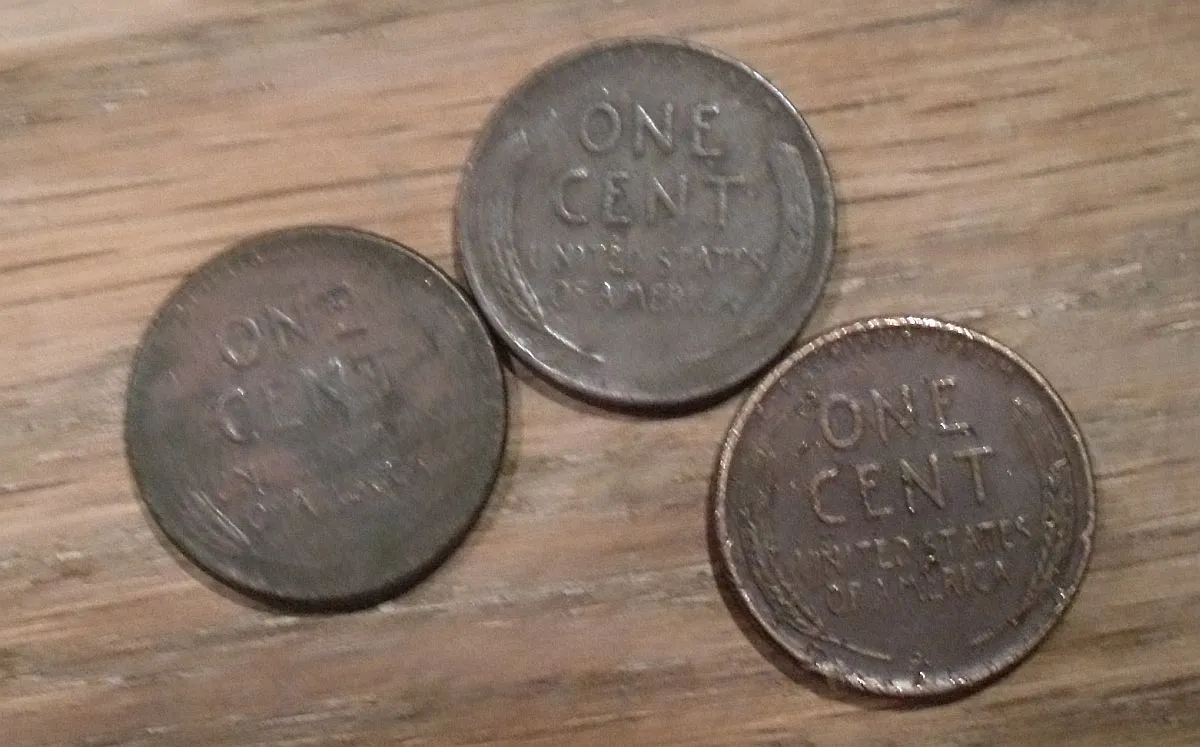 ONE
CENT
ONE
CENT
UNITED STATES
OF AMERICA
ONE
CENT
UNITED STATES
OF AMERICA